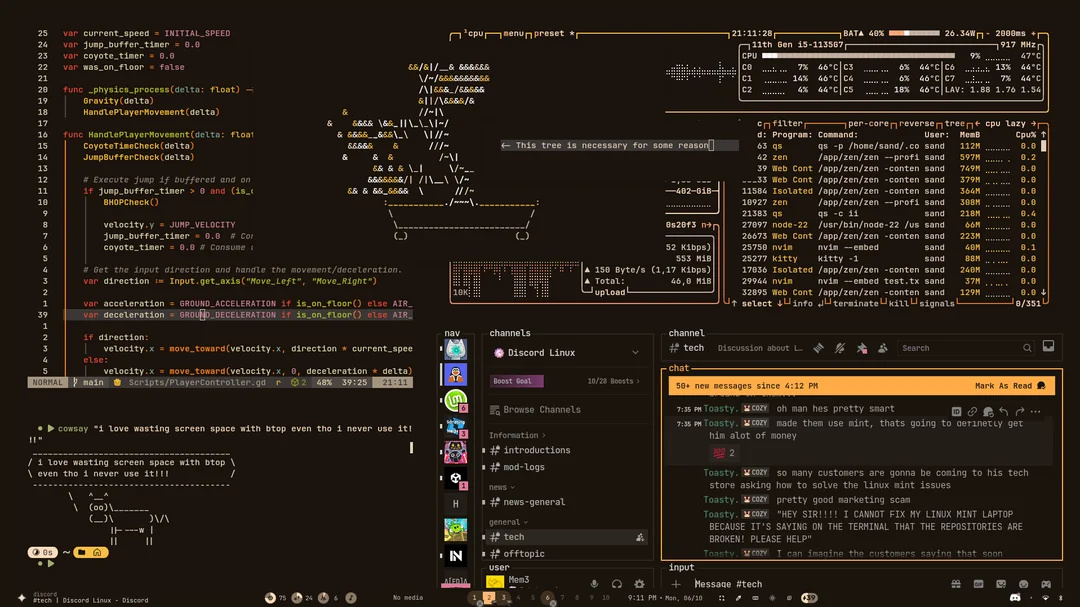 25 var current_speed = INITIAL_SPEED
24 var jump_buffer_timer = 0.0
23 var coyote_timer = 0.0
22 var was_on_floor = false
21
20 func _physics_process(delta: float)
19 Gravity(delta)
18 HandlePlayerMovement(delta)
17
16 func HandlePlayerMovement(delta: float
15 CoyoteTimeCheck(delta)
14 JumpBufferCheck(delta)
13
12 # Execute jump if buffered and on
11 if jump_buffer_timer > 0 and (is_c
10 BHOPCheck()
9
8 velocity.y = JUMP_VELOCITY
7 jump_buffer_timer = 0.0 # Con
6 coyote_timer = 0.0 # Consume
5
4 # Get the input direction and handle the movement/deceleration.
3 var direction := Input.get_axis("Move_Left", "Move_Right")
2
1 var acceleration = GROUND_ACCELERATION if is_on_floor() else AIR_
39 var deceleration = GROUND_DECELERATION if is_on_floor() else AIR_
1
2 if direction:
3 velocity.x = move_toward(velocity.x, direction * current_spee
4 else:
5 velocity.x = move_toward(velocity.x, 0, deceleration * delta)
NORMAL main Scripts/PlayerController.gd r 2 48% 39:25 21:11
cowsay "i love wasting screen space with btop even tho i never use it!
!!"
/ i love wasting screen space with btop \
\ even tho i never use it!!! /
\ ^__^
\ (oo)\_______
(__)\ )\/\
||----w |
|| ||
0s ~
← This tree is necessary for some reason
¹cpu menu preset * 21:11:28 BAT▲ 40% 26.34W - 2000ms +
11th Gen i5-1135G7 917 MHz
CPU 9% 47°C
C0 7% 46°C C3 6% 44°C C6 13% 44°C
C1 14% 46°C C4 6% 44°C C7 7% 44°C
C2 4% 44°C C5 18% 46°C LAV: 1.88 1.76 1.54
402 GiB
0s20f3 n→
52 Kibps)
553 MiB
▲ 150 Byte/s (1,17 Kibps)
▲ Total: 46,0 MiB
10K upload
filter per-core reverse tree ← cpu lazy →
d: Program: Command: User: MemB Cpu% ↑
63 qs qs -p /home/sand/.co sand 246M 0.0
42 zen /app/zen/zen --profi sand 597M 0.2
39 Web Cont /app/zen/zen -conten sand 749M 0.0
33 Web Cont /app/zen/zen -conten sand 379M 0.0
11584 Isolated /app/zen/zen -conten sand 364M 0.0
10927 zen /app/zen/zen --profi sand 308M 0.0
21383 qs qs -c ii sand 218M 0.4
27097 node-22 /usr/bin/node-22 /us sand 66M 0.0
26673 Web Cont /app/zen/zen -conten sand 223M 0.0
25750 nvim nvim --embed sand 40M 0.1
25277 kitty kitty -1 sand 88M 0.0
17036 Isolated /app/zen/zen -conten sand 240M 0.0
29944 nvim nvim --embed test.tx sand 37M 0.0
32895 Web Cont /app/zen/zen -conten sand 129M 0.0 ↓
↑ select ↓ info ↵ terminate kill signals 0/351
nav
6
3
1
H
channels
Discord Linux
Boost Goal 10/28 Boosts
Browse Channels
Information
introductions
mod-logs
news
news-general
general
tech
offtopic
user
Mem3
channel
tech Discussion about l… Search
chat
50+ new messages since 4:12 PM Mark As Read
7:35 PM Toasty. COZY oh man hes pretty smart
7:35 PM Toasty. COZY made them use mint, thats going to definetly get
him alot of money
💯 2
Toasty. COZY so many customers are gonna be coming to his tech
store asking how to solve the linux mint issues
Toasty. COZY pretty good marketing scam
Toasty. COZY "HEY SIR!!!! I CANNOT FIX MY LINUX MINT LAPTOP
BECAUSE IT'S SAYING ON THE TERMINAL THAT THE REPOSITORIES ARE
BROKEN! PLEASE HELP"
Toasty. COZY I can imagine the customers saying that soon
input
Message #tech
discord
#tech | Discord Linux - Discord
75 24 6
No media
1 2 3 4 5 6 7 8 9 10
9:11 PM • Mon, 06/10
39